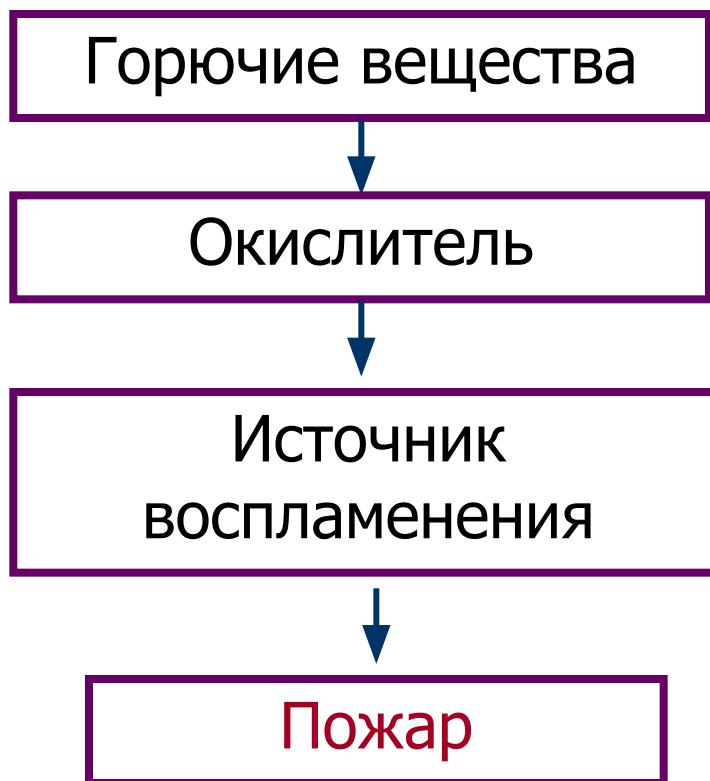 Горючие вещества
Окислитель
Источник
воспламенения
Пожар